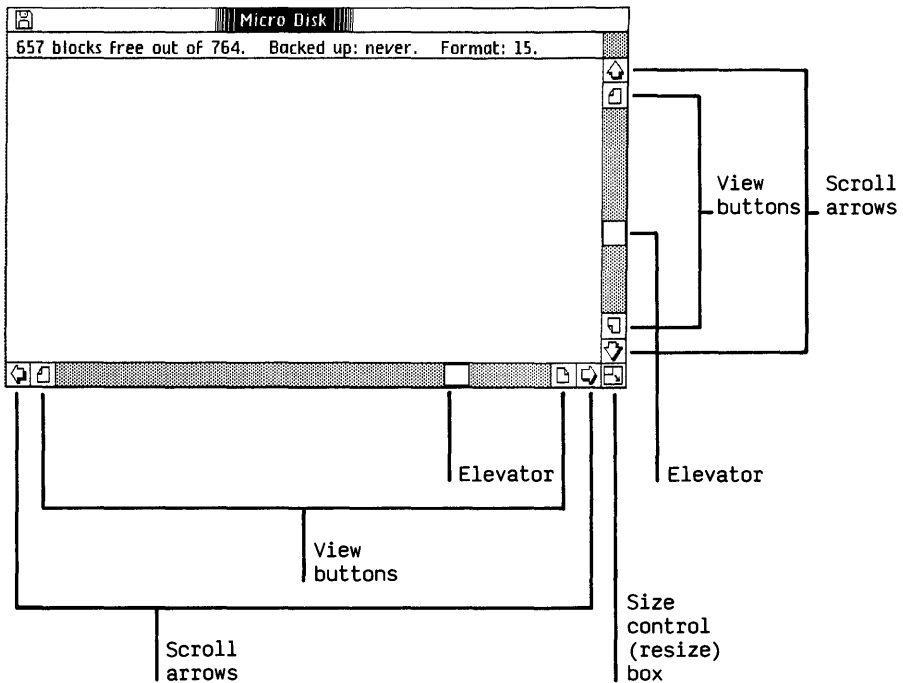 Micro Disk
657 blocks free out of 764. Backed up: never. Format: 15.
View
buttons
Scroll
arrows
Elevator
Elevator
View
buttons
Scroll
arrows
Size
control
(resize)
box